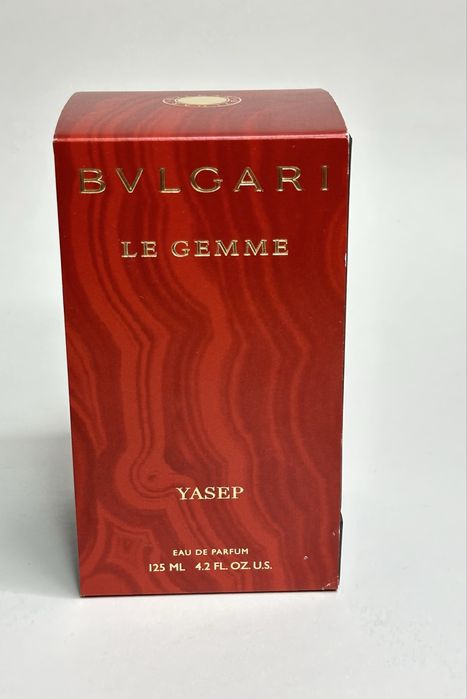 BVLGARI
LE GEMME
YASEP
EAU DE PARFUM
125 ML 4.2 FL. OZ. U.S.